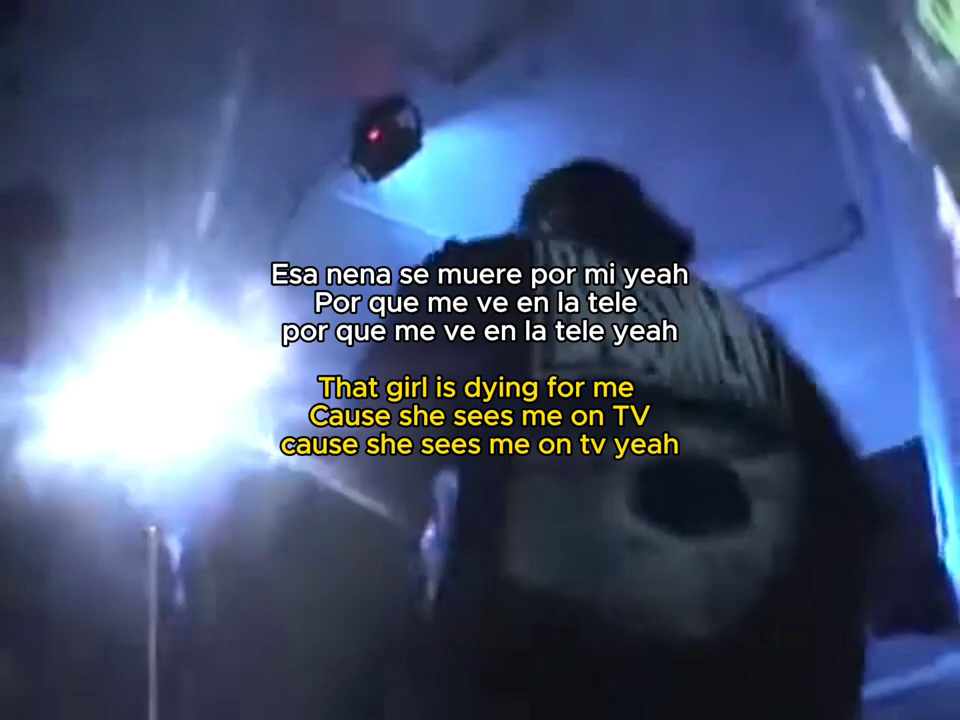 Esa nena se muere por mi yeah
Por que me ve en la tele
por que me ve en la tele yeah
That girl is dying for me
Cause she sees me on TV
cause she sees me on tv yeah